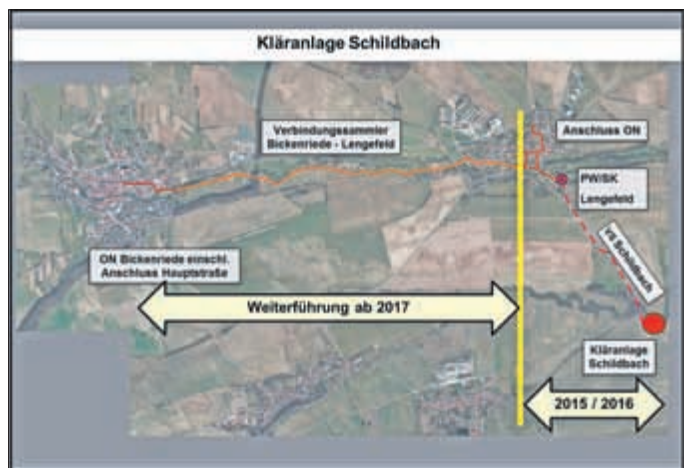 Kläranlage Schildbach
Verbindungssammler
Bickenriede - Lengefeld
Anschluss ON
PW/SK
Lengefeld
VS Schildbach
ON Bickenriede einschl.
Anschluss Hauptstraße
Weiterführung ab 2017
Kläranlage
Schildbach
2015 / 2016